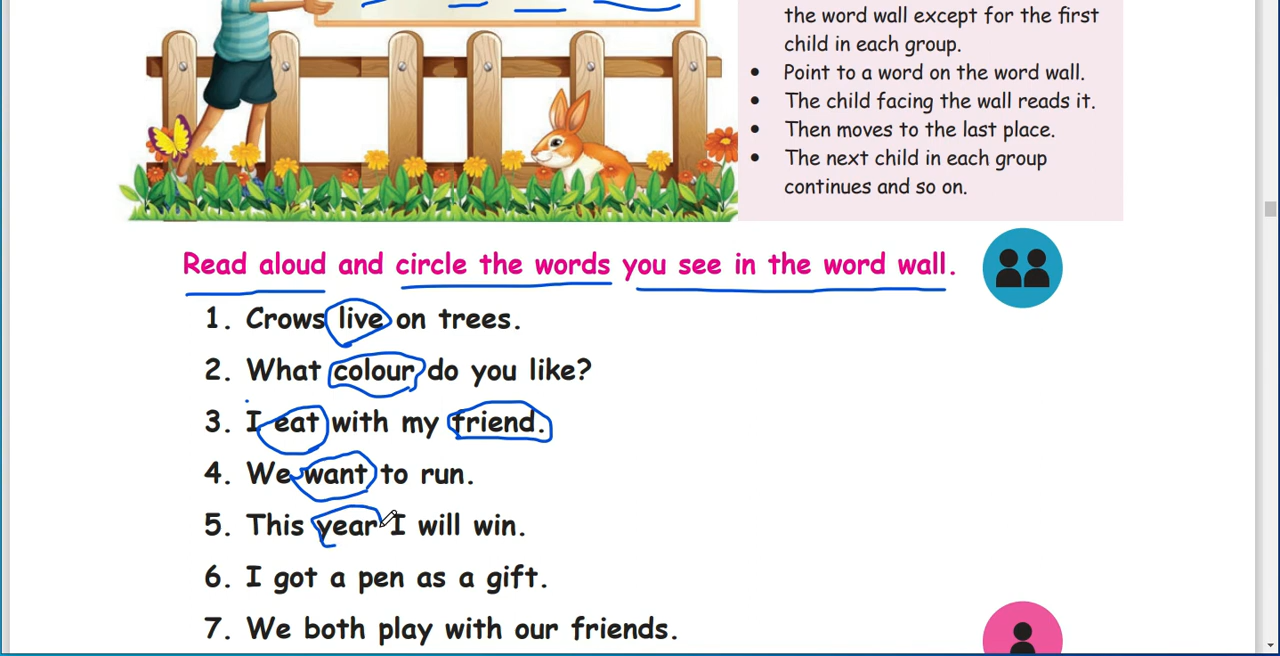 the word wall except for the first
child in each group.
• Point to a word on the word wall.
• The child facing the wall reads it.
• Then moves to the last place.
• The next child in each group
continues and so on.
Read aloud and circle the words you see in the word wall.
1. Crows live on trees.
2. What colour do you like?
3. I eat with my friend.
4. We want to run.
5. This year I will win.
6. I got a pen as a gift.
7. We both play with our friends.